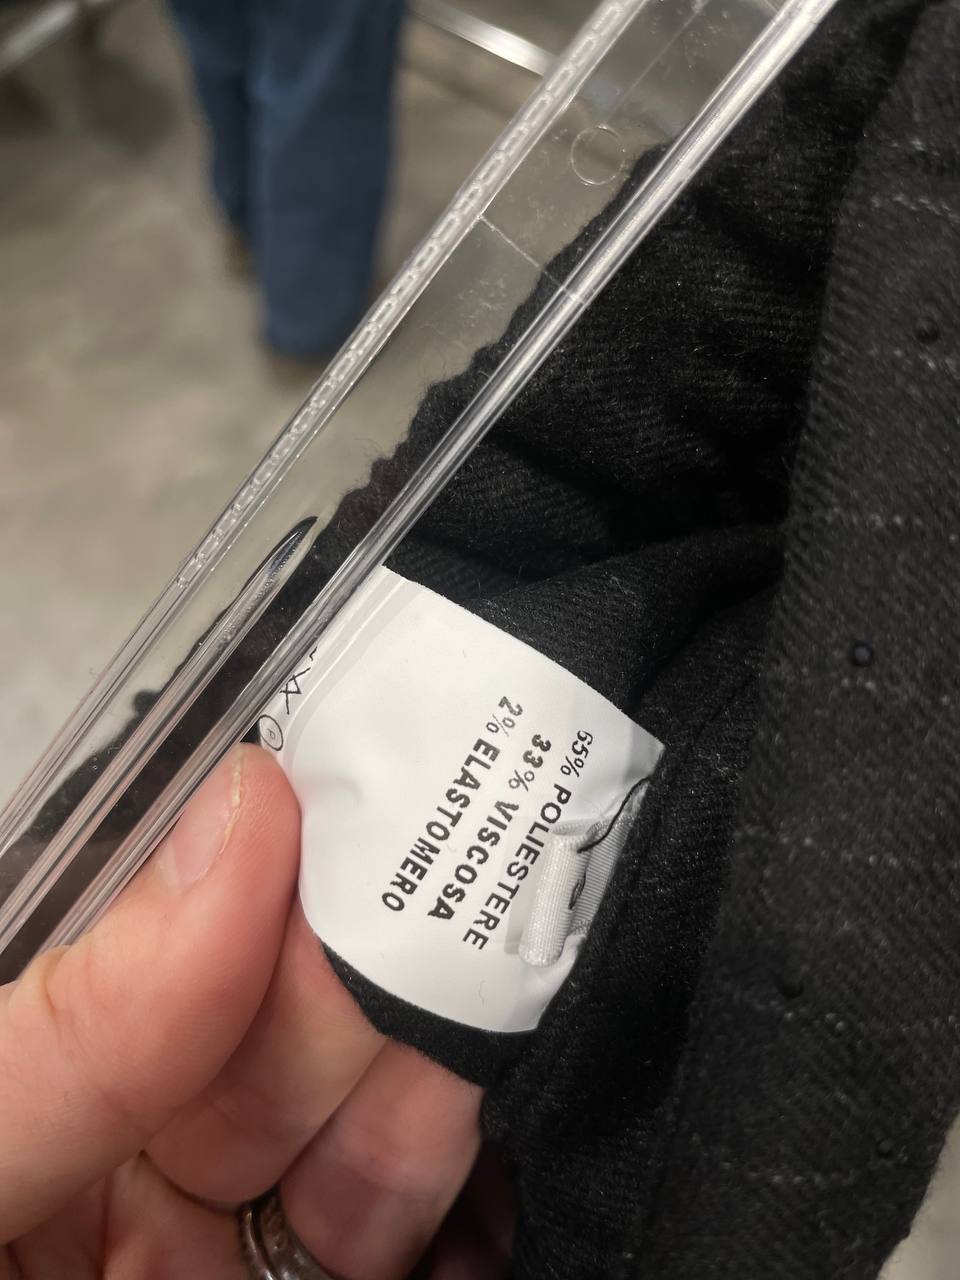 65% POLIESTERE
33% VISCOSA
2% ELASTOMERO
P